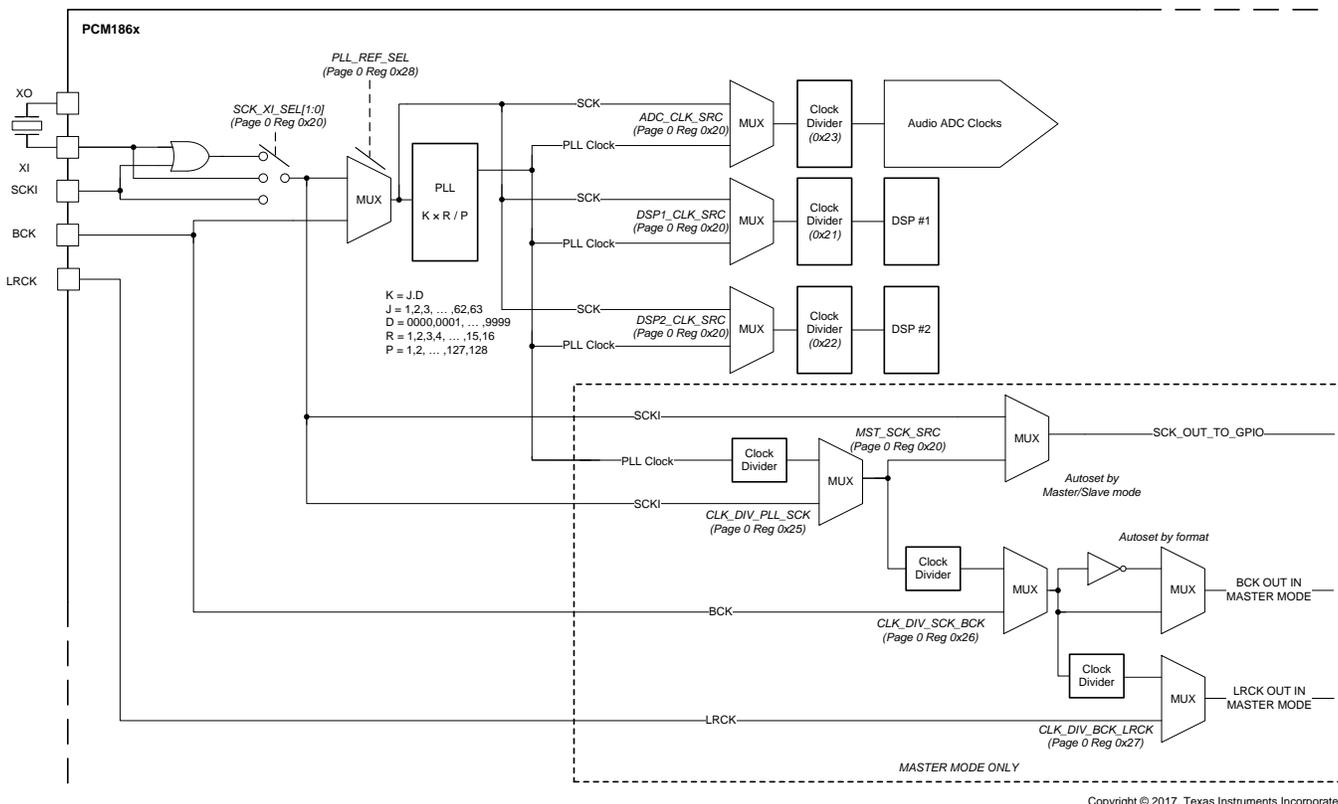 PCM186x
XO
XI
SCKI
BCK
LRCK
SCK_XI_SEL[1:0]
(Page 0 Reg 0x20)
PLL_REF_SEL
(Page 0 Reg 0x28)
MUX
PLL
K x R / P
K = J.D
J = 1,2,3, ... ,62,63
D = 0000,0001, ... ,9999
R = 1,2,3,4, ... ,15,16
P = 1,2, ... ,127,128
SCK
ADC_CLK_SRC
(Page 0 Reg 0x20)
PLL Clock
MUX
Clock
Divider
(0x23)
Audio ADC Clocks
SCK
DSP1_CLK_SRC
(Page 0 Reg 0x20)
PLL Clock
MUX
Clock
Divider
(0x21)
DSP #1
SCK
DSP2_CLK_SRC
(Page 0 Reg 0x20)
PLL Clock
MUX
Clock
Divider
(0x22)
DSP #2
SCKI
MUX
SCK_OUT_TO_GPIO
MST_SCK_SRC
(Page 0 Reg 0x20)
Autoset by
Master/Slave mode
PLL Clock
Clock
Divider
MUX
SCKI
CLK_DIV_PLL_SCK
(Page 0 Reg 0x25)
Clock
Divider
MUX
Autoset by format
MUX
BCK OUT IN
MASTER MODE
BCK
CLK_DIV_SCK_BCK
(Page 0 Reg 0x26)
Clock
Divider
MUX
LRCK OUT IN
MASTER MODE
LRCK
CLK_DIV_BCK_LRCK
(Page 0 Reg 0x27)
MASTER MODE ONLY
Copyright © 2017, Texas Instruments Incorporate